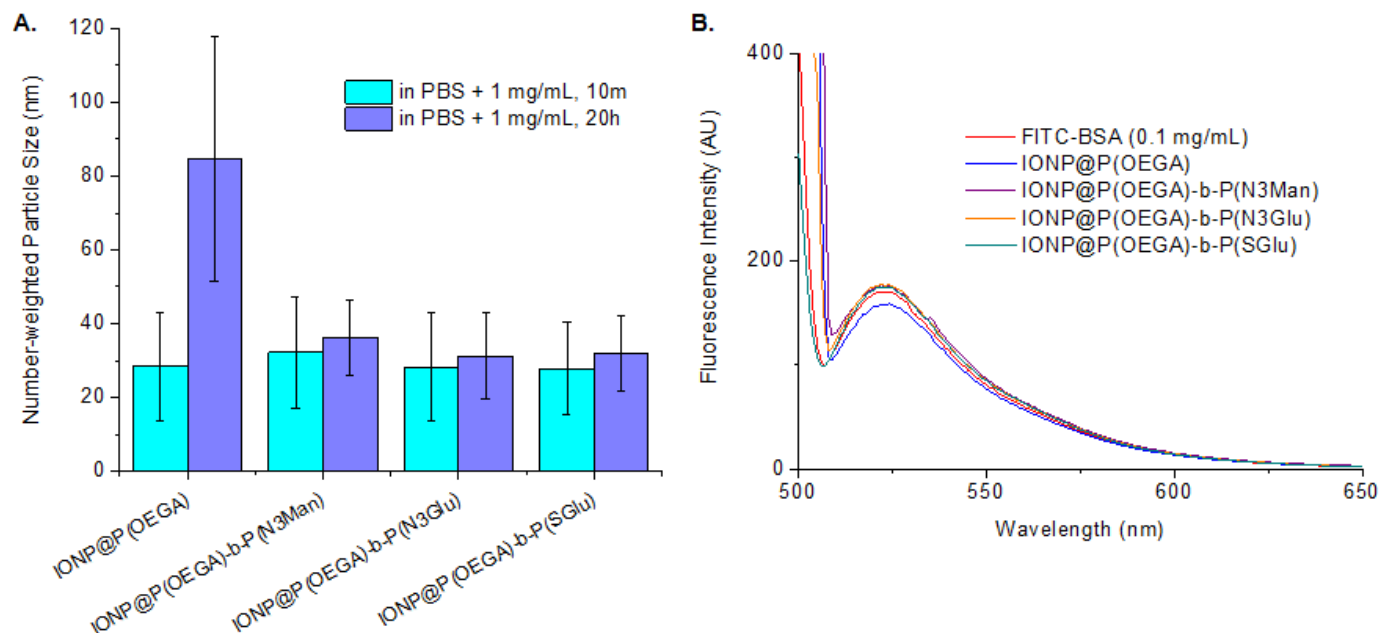 A.
Number-weighted Particle Size (nm)
120
100
80
60
40
20
0
in PBS + 1 mg/mL, 10m
in PBS + 1 mg/mL, 20h
IONP@P(OEGA)
IONP@P(OEGA)-b-P(N3Man)
IONP@P(OEGA)-b-P(N3Glu)
IONP@P(OEGA)-b-P(SGlu)
B.
Fluorescence Intensity (AU)
400
200
0
FITC-BSA (0.1 mg/mL)
IONP@P(OEGA)
IONP@P(OEGA)-b-P(N3Man)
IONP@P(OEGA)-b-P(N3Glu)
IONP@P(OEGA)-b-P(SGlu)
500 550 600 650
Wavelength (nm)